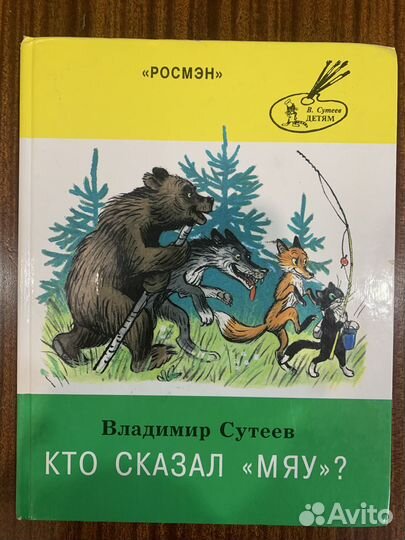 «РОСМЭН»
В. Сутеев
ДЕТЯМ
Владимир Сутеев
КТО СКАЗАЛ «МЯУ»?
Avito